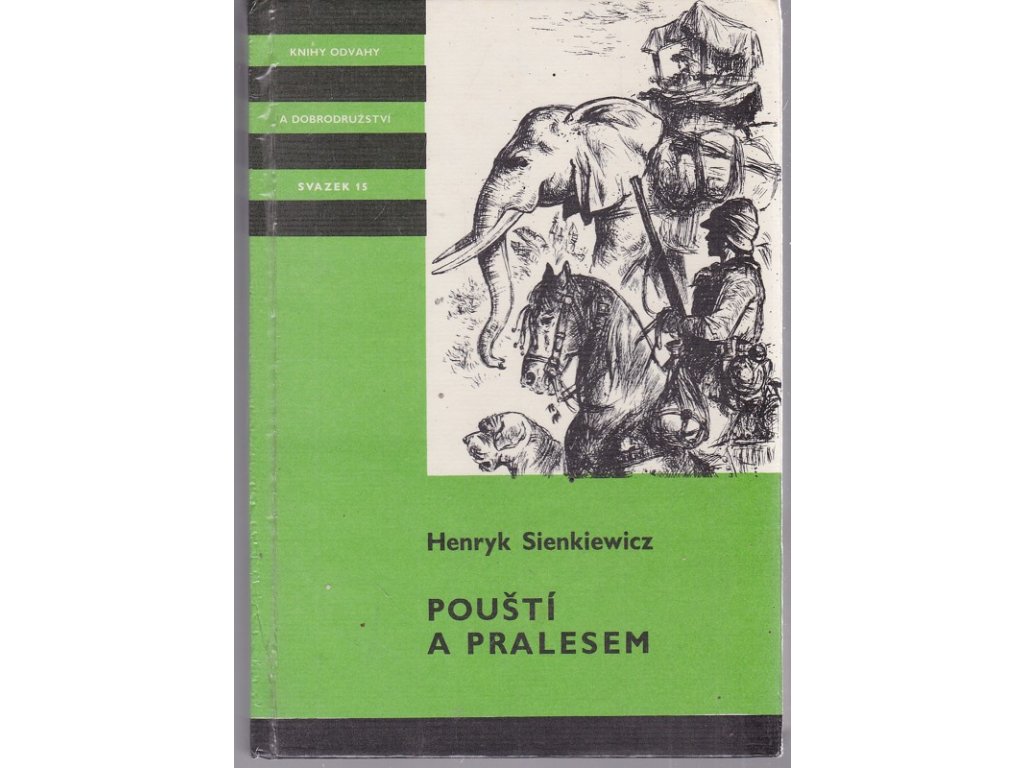 KNIHY ODVAHY
A DOBRODRUŽSTVÍ
SVAZEK 15
Henryk Sienkiewicz
POUŠTÍ
A PRALESEM